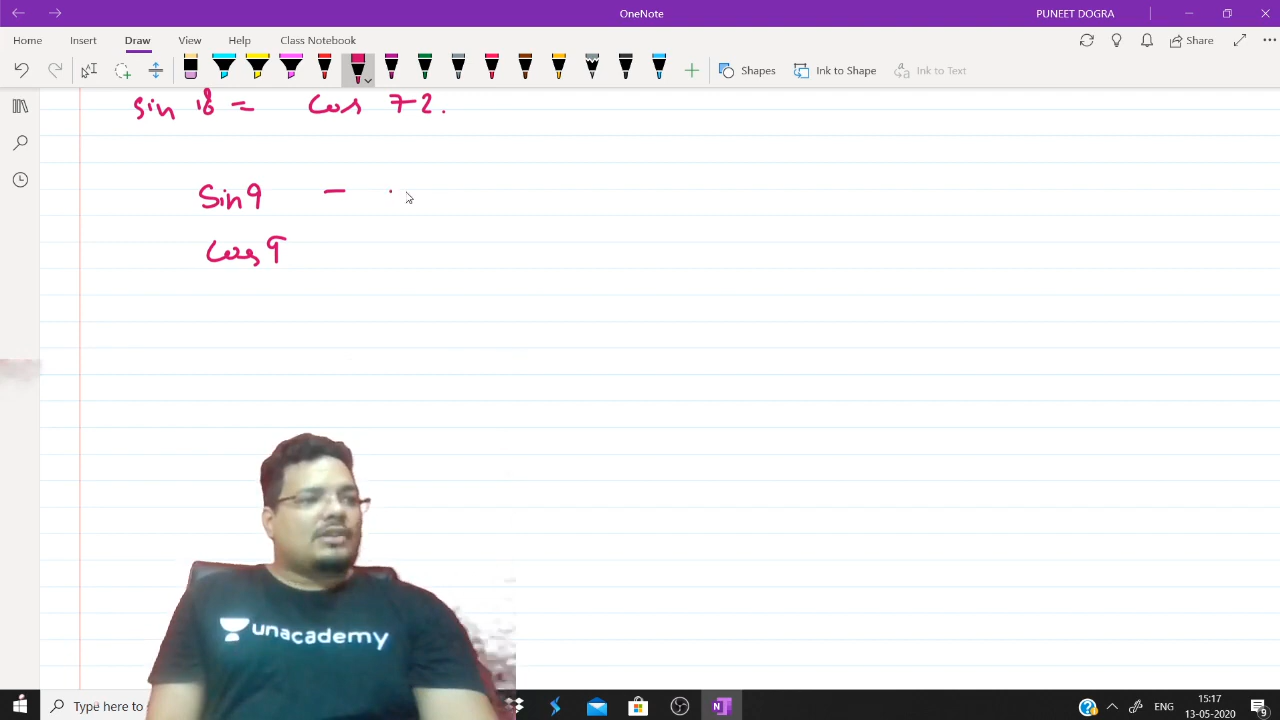 OneNote
PUNEET DOGRA
Home Insert Draw View Help Class Notebook
Share
Shapes Ink to Shape Ink to Text
sin 18 = cos 72.
Sin 9 -
cos 9
unacademy
Type here to
ENG
15:17
13-05-2020
9